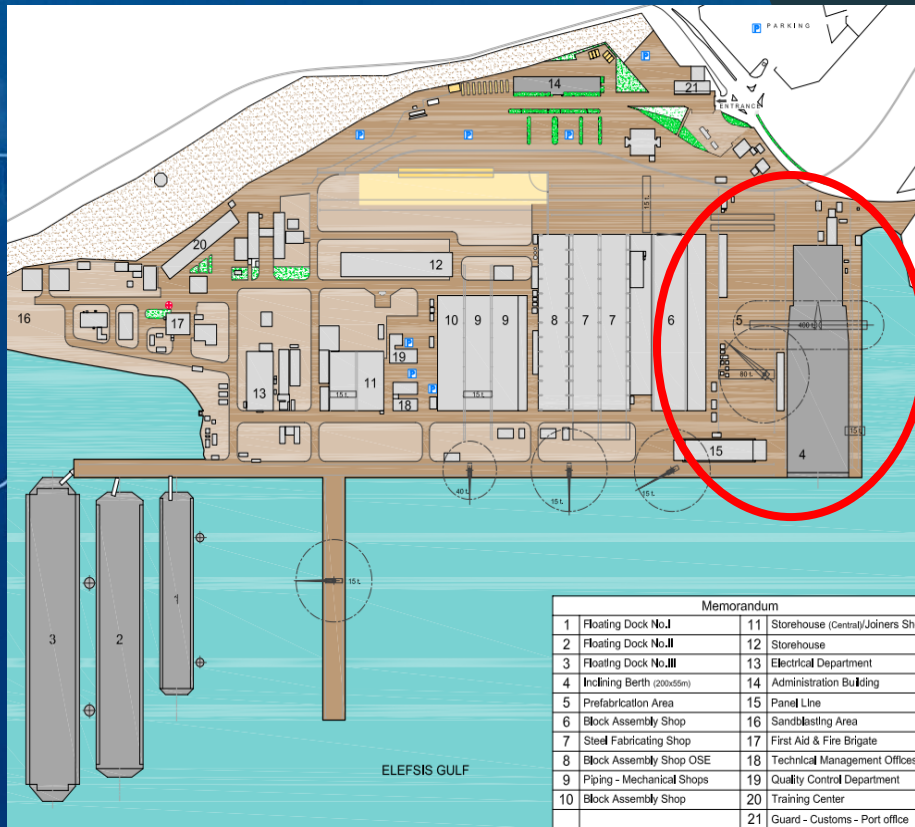 P PARKING
P
14
21
ENTRANCE
P
P
P
15 t.
20
12
16
17
10
9
9
8
7
7
6
5
400 t.
80 t.
P
19
P
13
15 t.
11
15 t.
18
P
15 t.
4
15
40 t.
15 t.
15 t.
15 t.
3
2
1
ELEFSIS GULF
Memorandum
1 Floating Dock No.I 11 Storehouse (Central)/Joiners Sh
2 Floating Dock No.II 12 Storehouse
3 Floating Dock No.III 13 Electrical Department
4 Inclining Berth (200x55m) 14 Administration Building
5 Prefabrication Area 15 Panel Line
6 Block Assembly Shop 16 Sandblasting Area
7 Steel Fabricating Shop 17 First Aid & Fire Brigate
8 Block Assembly Shop OSE 18 Technical Management Offices
9 Piping - Mechanical Shops 19 Quality Control Department
10 Block Assembly Shop 20 Training Center
21 Guard - Customs - Port office